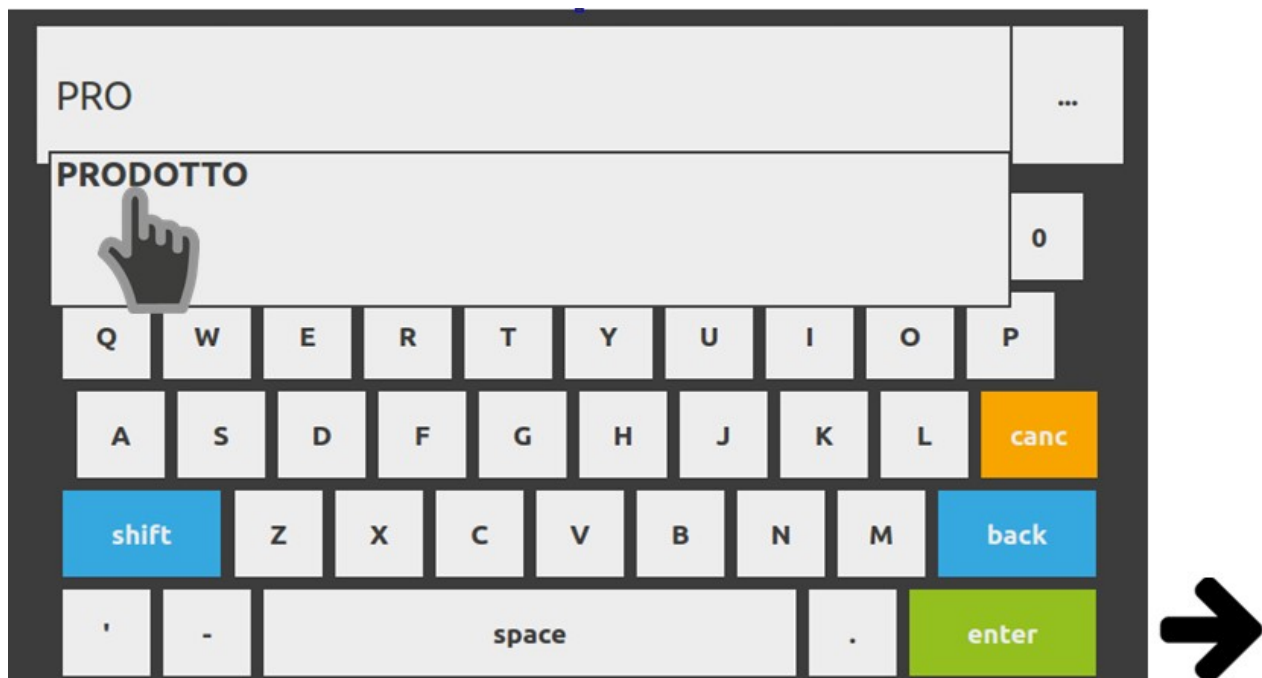 PRO
...
PRODOTTO
0
Q W E R T Y U I O P
A S D F G H J K L canc
shift Z X C V B N M back
' - space . enter